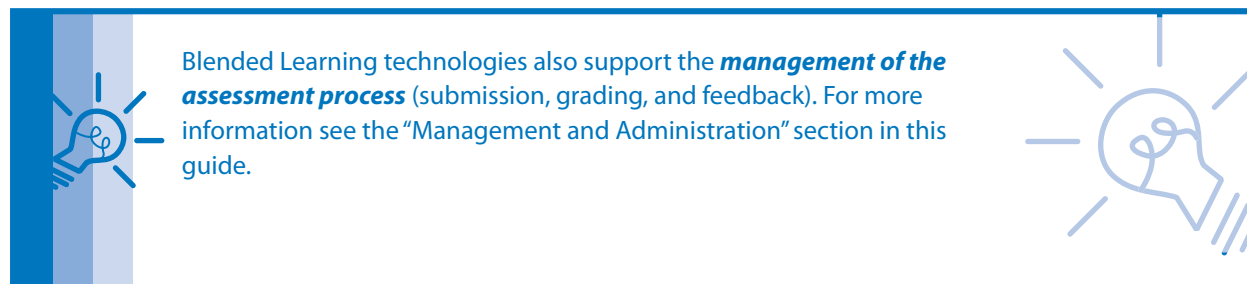 Blended Learning technologies also support the management of the
assessment process (submission, grading, and feedback). For more
information see the “Management and Administration” section in this
guide.